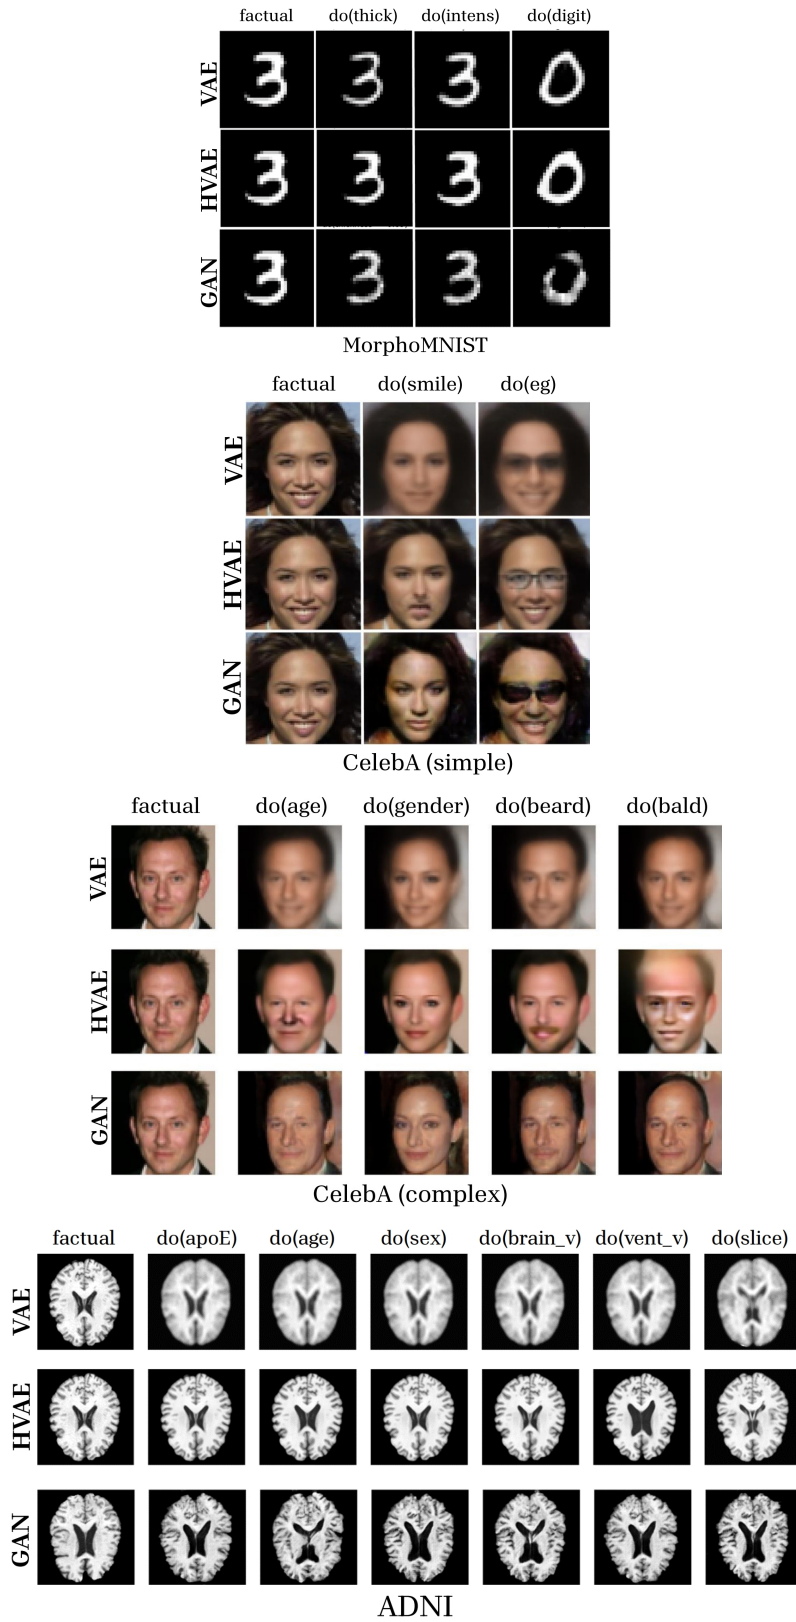 factual do(thick) do(intens) do(digit)
VAE
HVAE
GAN
MorphoMNIST
factual do(smile) do(eg)
VAE
HVAE
GAN
CelebA (simple)
factual do(age) do(gender) do(beard) do(bald)
VAE
HVAE
GAN
CelebA (complex)
factual do(apoE) do(age) do(sex) do(brain_v) do(vent_v) do(slice)
VAE
HVAE
GAN
ADNI